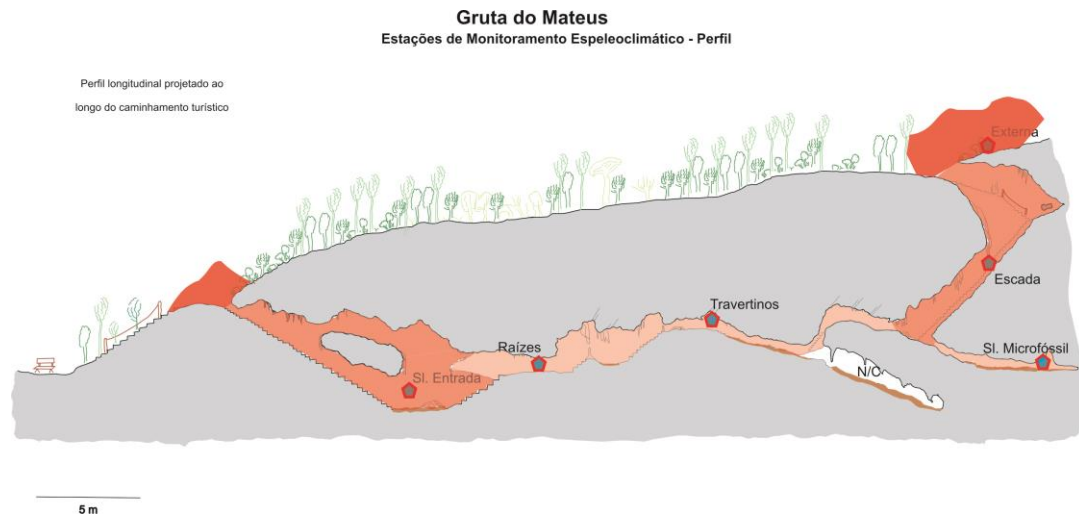 Gruta do Mateus
Estações de Monitoramento Espeleoclimático - Perfil
Perfil longitudinal projetado ao
longo do caminhamento turístico
Externa
Escada
Travertinos
Raízes
Sl. Microfóssil
N/C
Sl. Entrada
5 m